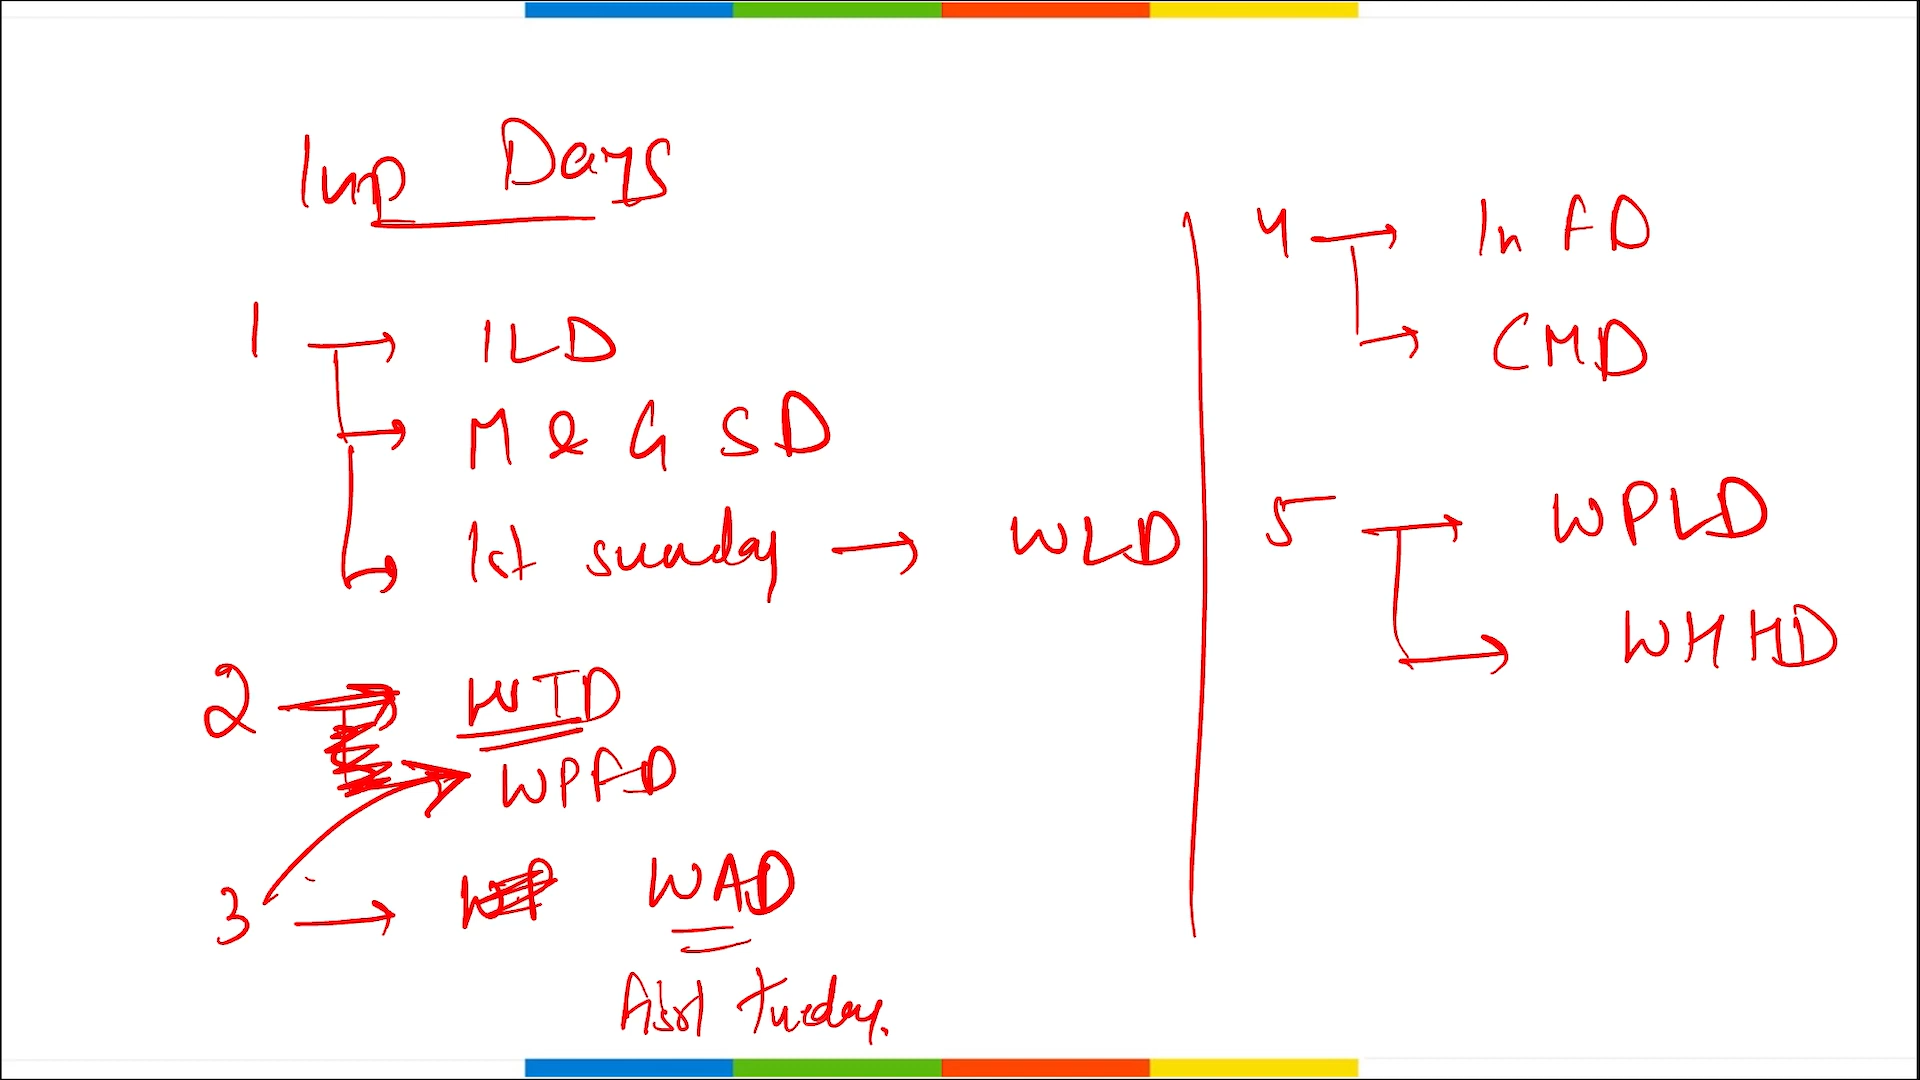 Imp Days
1 → ILD
→ M & G SD
→ 1st sunday → WLD
2 → WTD
WPFD
3 → WAD
First Tuesday.
4 → In FD
→ CMD
5 → WPLD
→ WHHD